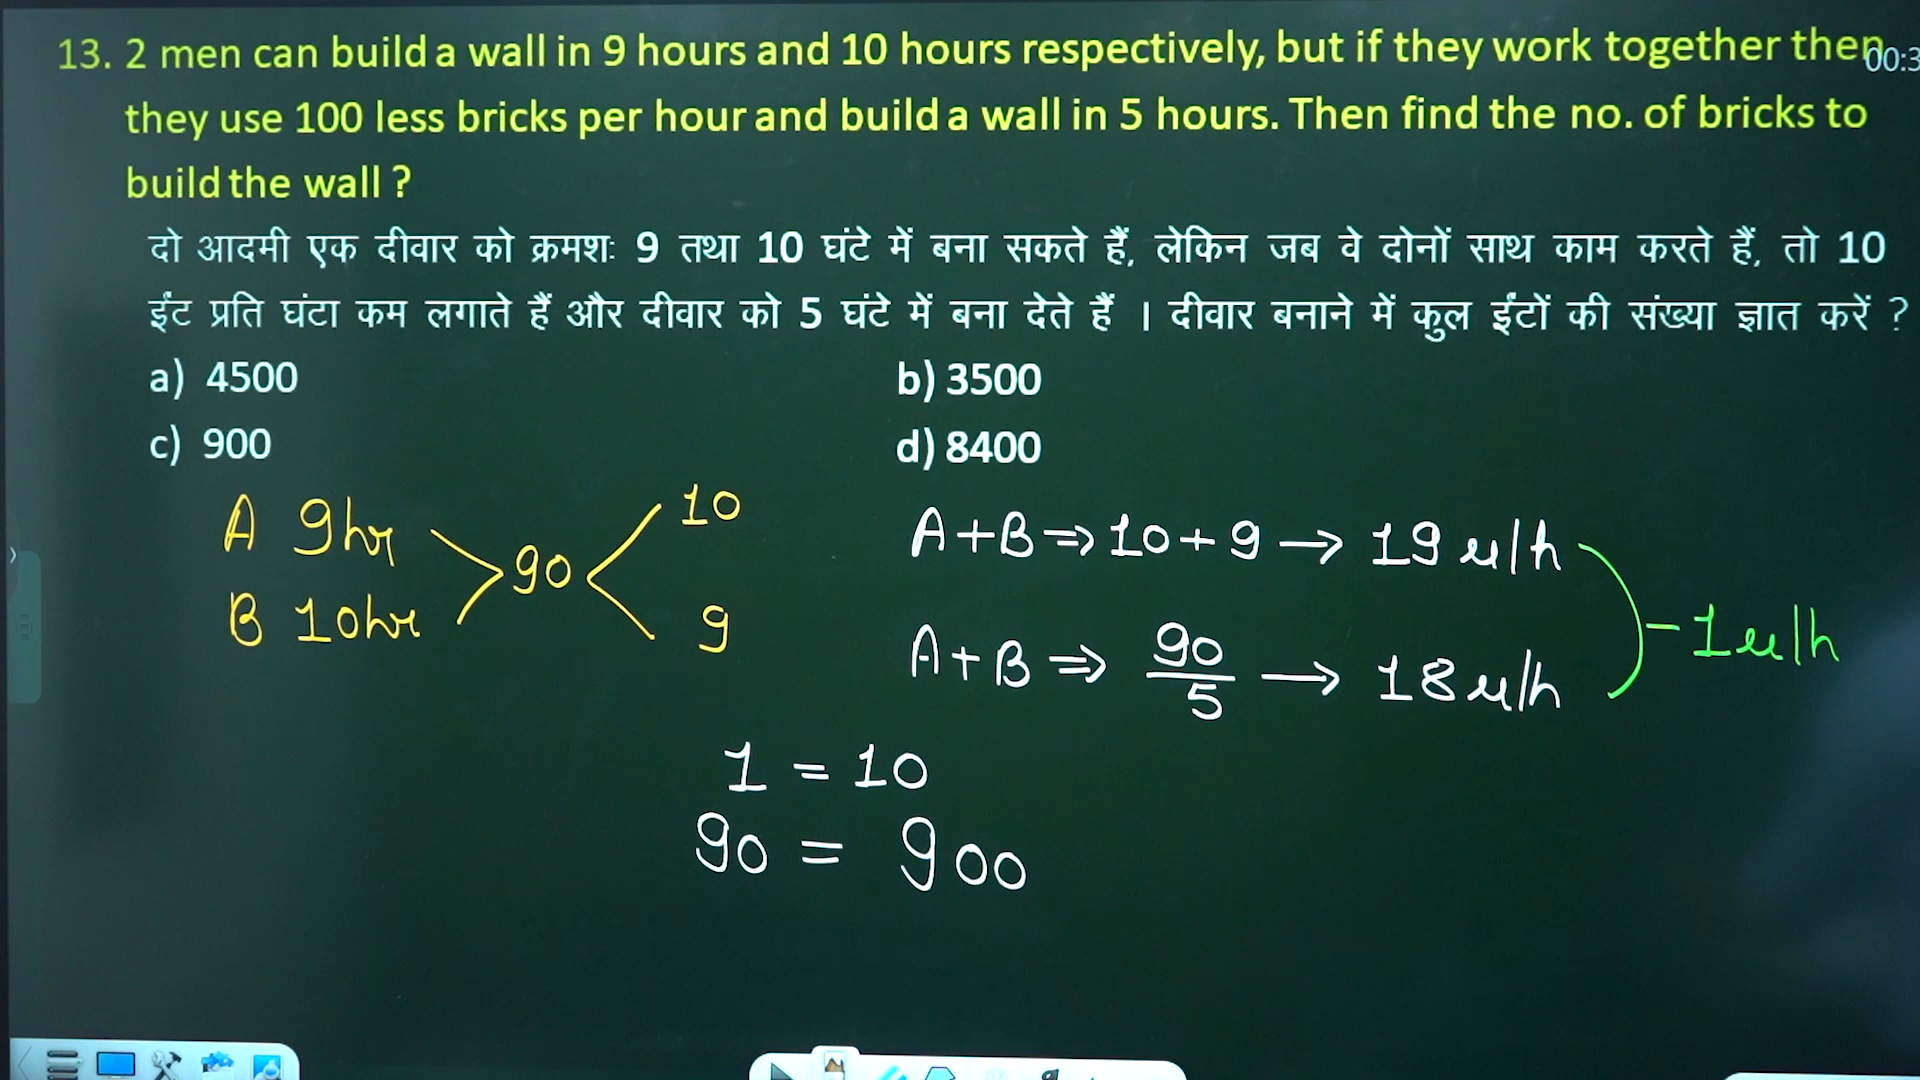 13. 2 men can build a wall in 9 hours and 10 hours respectively, but if they work together then
00:3
they use 100 less bricks per hour and build a wall in 5 hours. Then find the no. of bricks to
build the wall ?
दो आदमी एक दीवार को क्रमशः 9 तथा 10 घंटे में बना सकते हैं, लेकिन जब वे दोनों साथ काम करते हैं, तो 10
ईंट प्रति घंटा कम लगाते हैं और दीवार को 5 घंटे में बना देते हैं । दीवार बनाने में कुल ईंटों की संख्या ज्ञात करें ?
a) 4500 b) 3500
c) 900 d) 8400
A 9hr
B 10hr
90
10
9
A+B ⇒ 10+9 → 19 u/h
A+B ⇒ 90/5 → 18 u/h
-1u/h
1 = 10
90 = 900